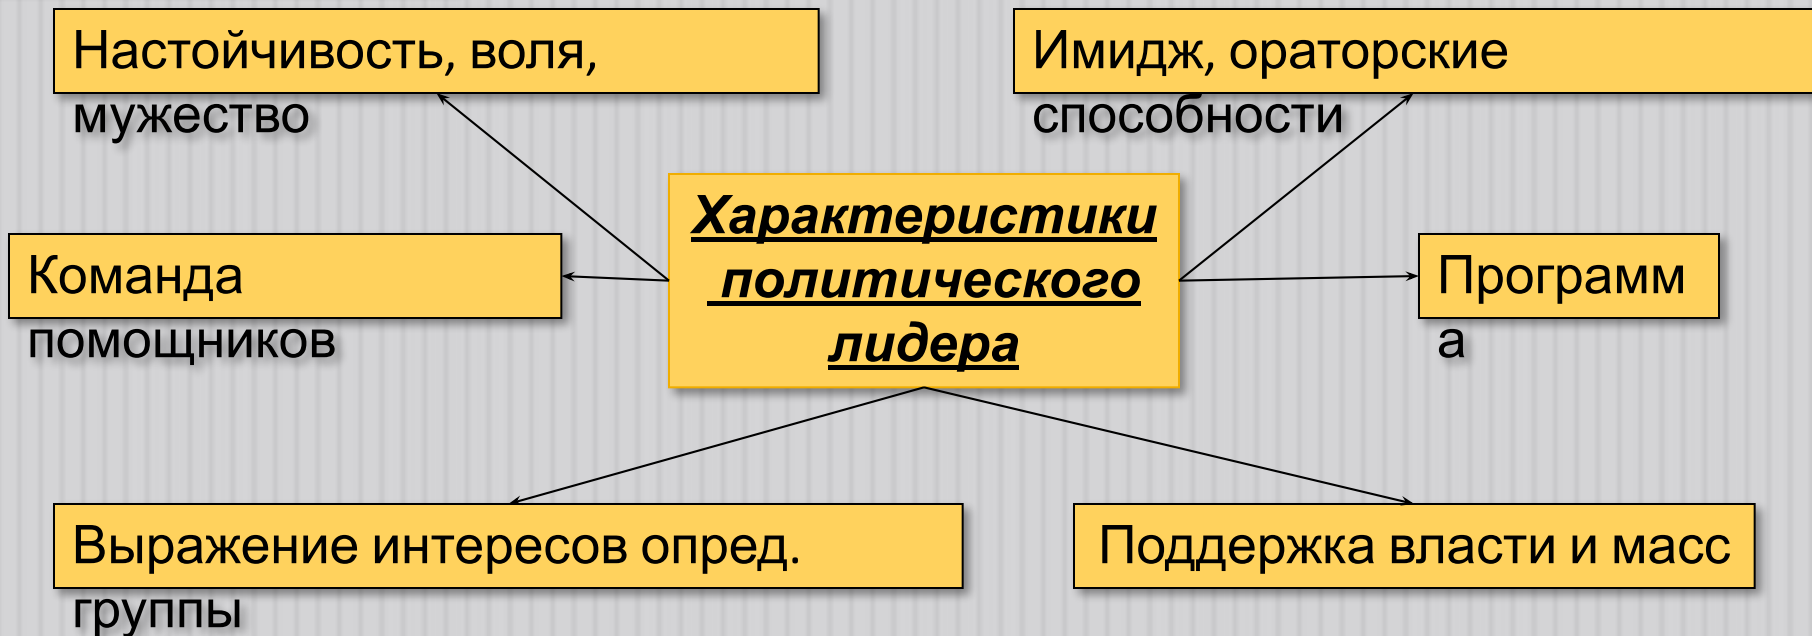 Настойчивость, воля,
мужество
Имидж, ораторские
способности
Характеристики
политического
лидера
Команда
помощников
Программ
а
Выражение интересов опред.
группы
Поддержка власти и масс